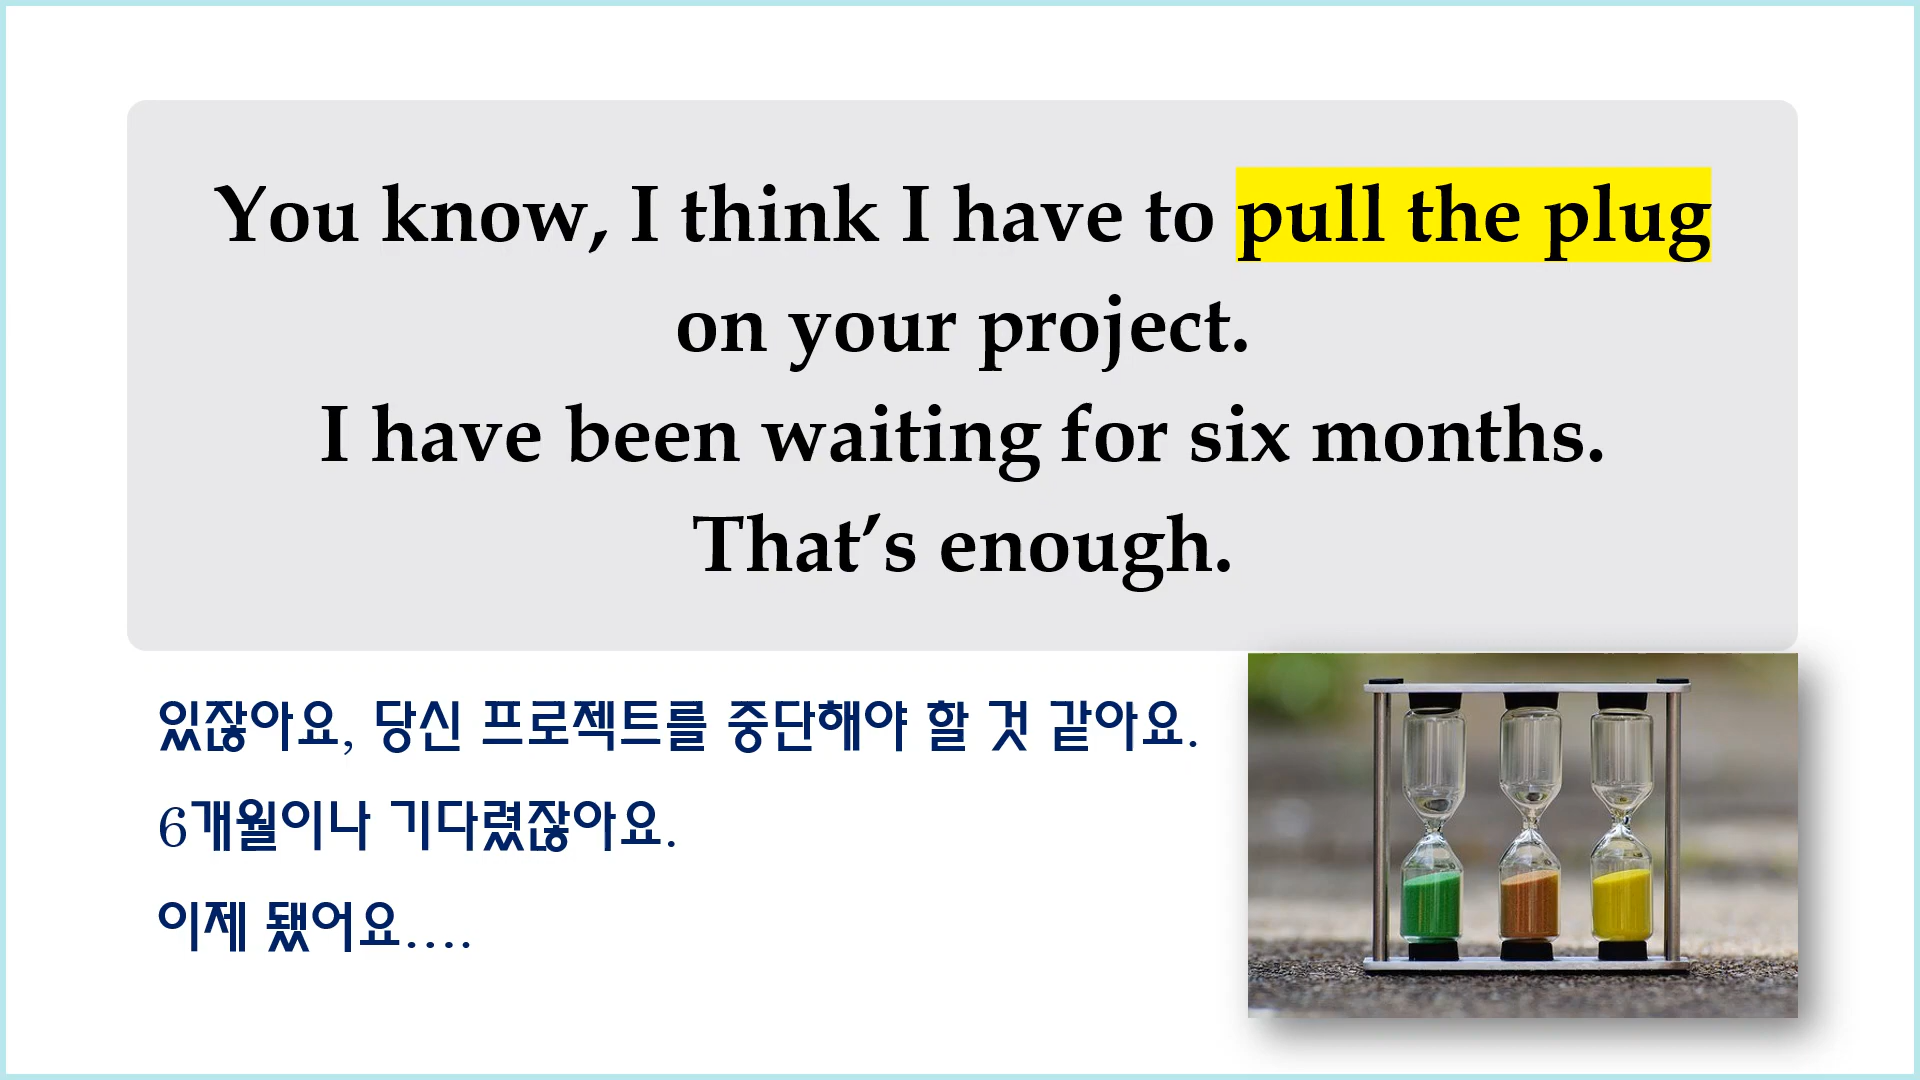 You know, I think I have to pull the plug
on your project.
I have been waiting for six months.
That’s enough.
있잖아요, 당신 프로젝트를 중단해야 할 것 같아요.
6개월이나 기다렸잖아요.
이제 됐어요....